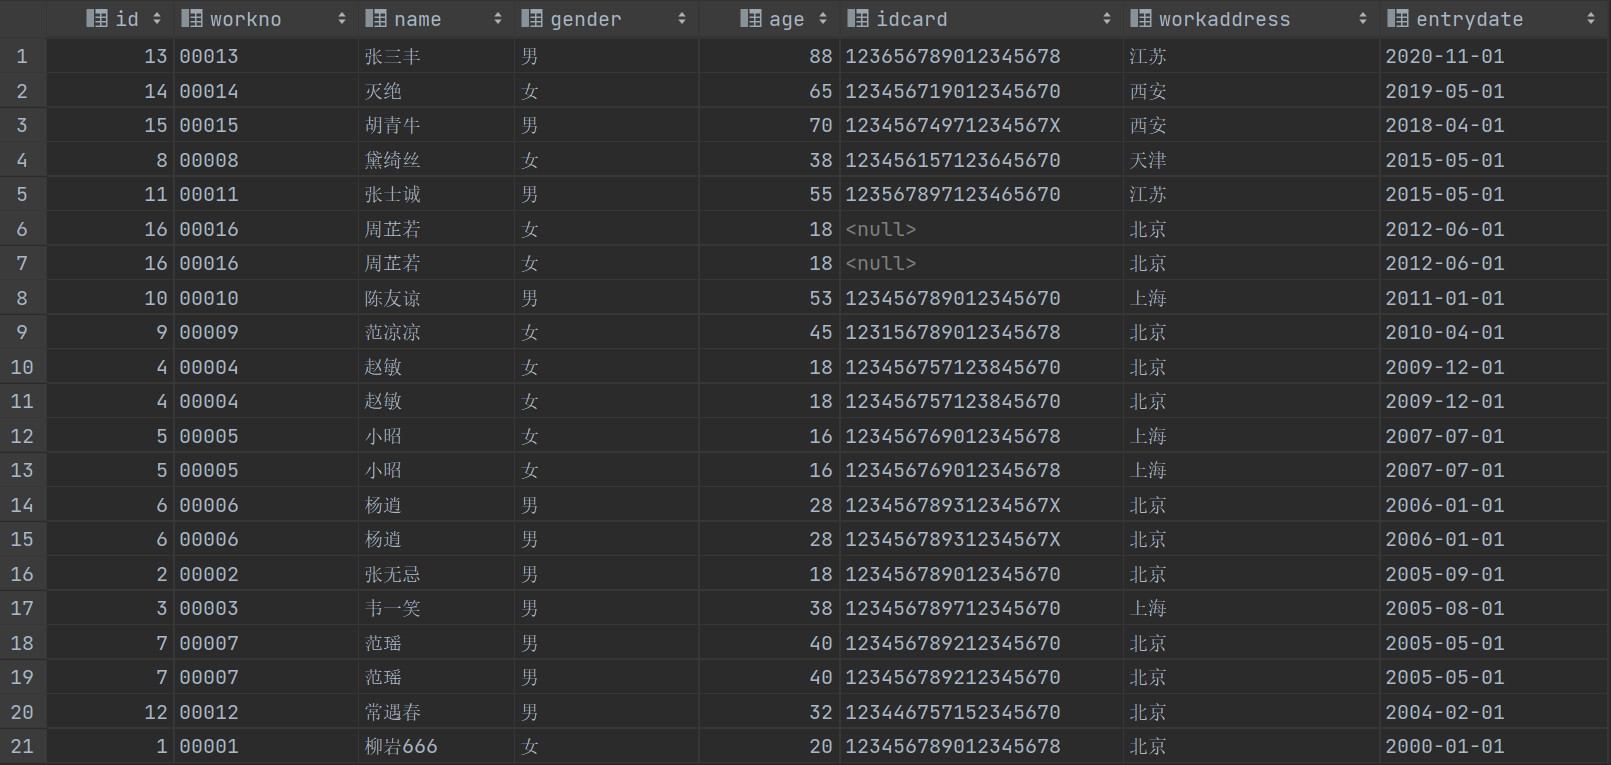 id workno name gender age idcard workaddress entrydate
1 13 00013 张三丰 男 88 123656789012345678 江苏 2020-11-01
2 14 00014 灭绝 女 65 123456719012345670 西安 2019-05-01
3 15 00015 胡青牛 男 70 12345674971234567X 西安 2018-04-01
4 8 00008 黛绮丝 女 38 123456157123645670 天津 2015-05-01
5 11 00011 张士诚 男 55 123567897123465670 江苏 2015-05-01
6 16 00016 周芷若 女 18 <null> 北京 2012-06-01
7 16 00016 周芷若 女 18 <null> 北京 2012-06-01
8 10 00010 陈友谅 男 53 123456789012345670 上海 2011-01-01
9 9 00009 范凉凉 女 45 123156789012345678 北京 2010-04-01
10 4 00004 赵敏 女 18 123456757123845670 北京 2009-12-01
11 4 00004 赵敏 女 18 123456757123845670 北京 2009-12-01
12 5 00005 小昭 女 16 123456769012345678 上海 2007-07-01
13 5 00005 小昭 女 16 123456769012345678 上海 2007-07-01
14 6 00006 杨逍 男 28 12345678931234567X 北京 2006-01-01
15 6 00006 杨逍 男 28 12345678931234567X 北京 2006-01-01
16 2 00002 张无忌 男 18 123456789012345670 北京 2005-09-01
17 3 00003 韦一笑 男 38 123456789712345670 上海 2005-08-01
18 7 00007 范瑶 男 40 123456789212345670 北京 2005-05-01
19 7 00007 范瑶 男 40 123456789212345670 北京 2005-05-01
20 12 00012 常遇春 男 32 123446757152345670 北京 2004-02-01
21 1 00001 柳岩666 女 20 123456789012345678 北京 2000-01-01